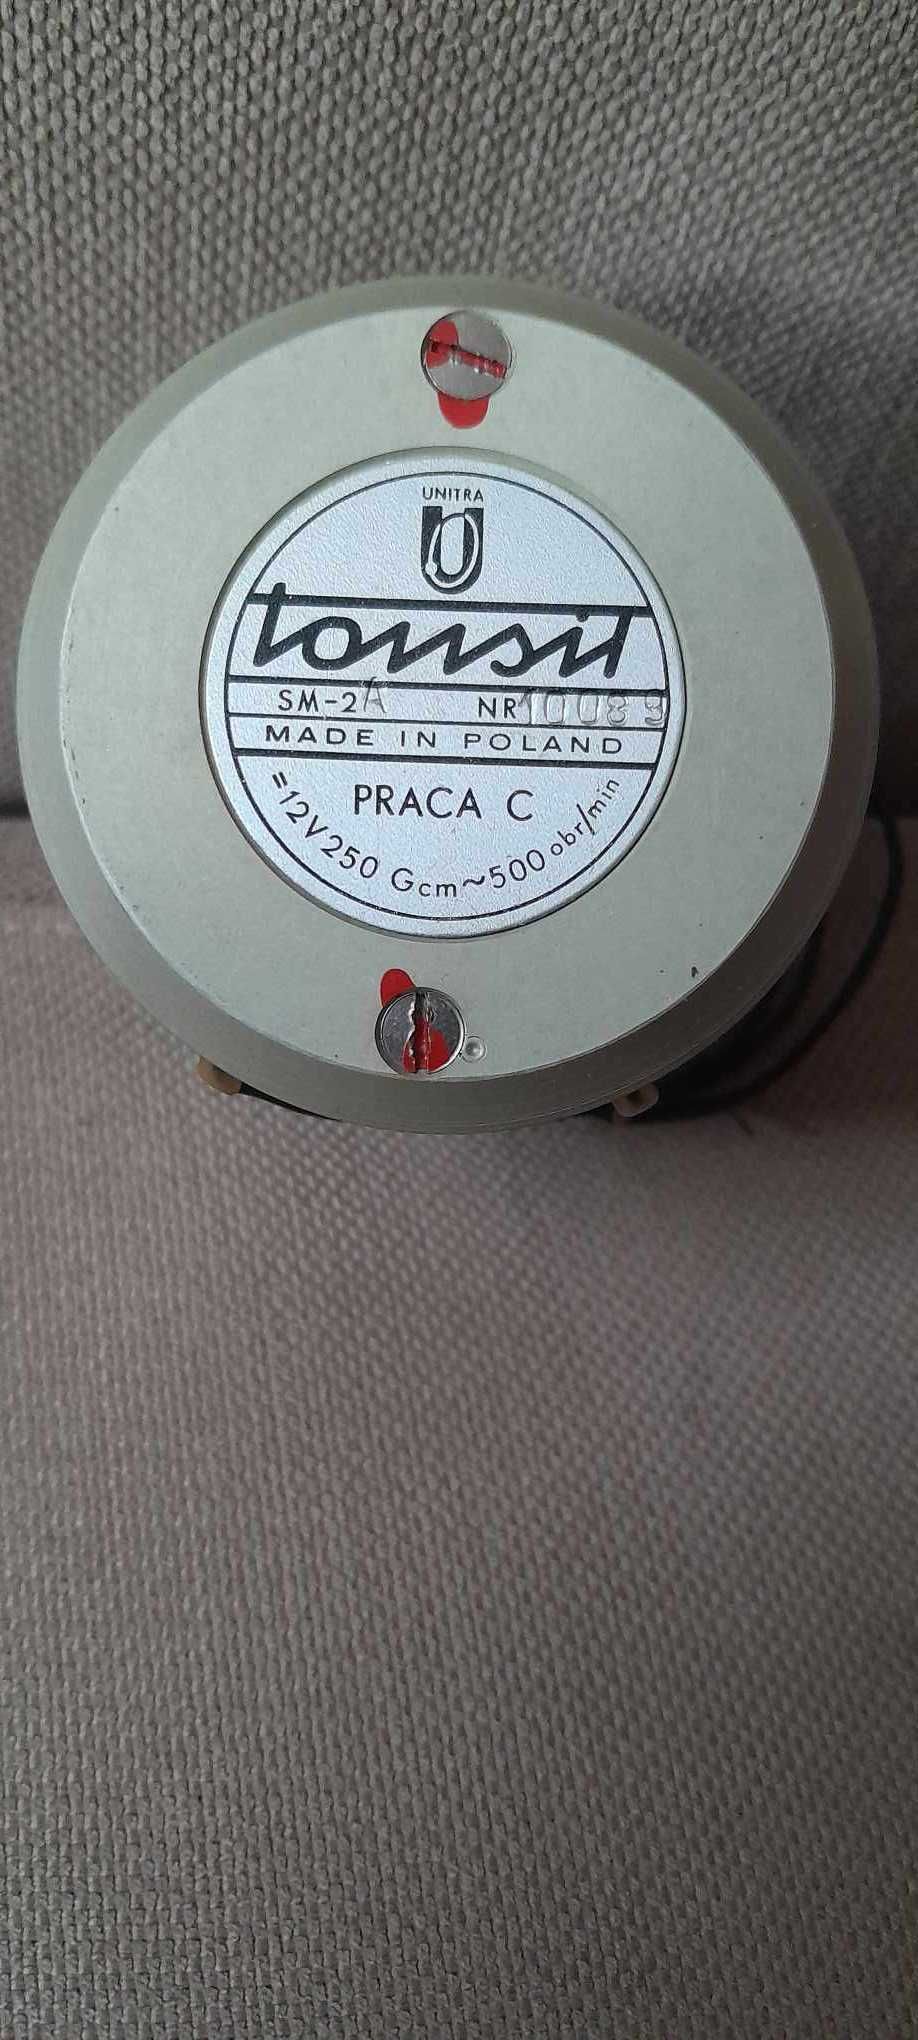 UNITRA
tonsil
SM-2A NR 10089
MADE IN POLAND
PRACA C
=12V 250 Gcm~500 obr/min